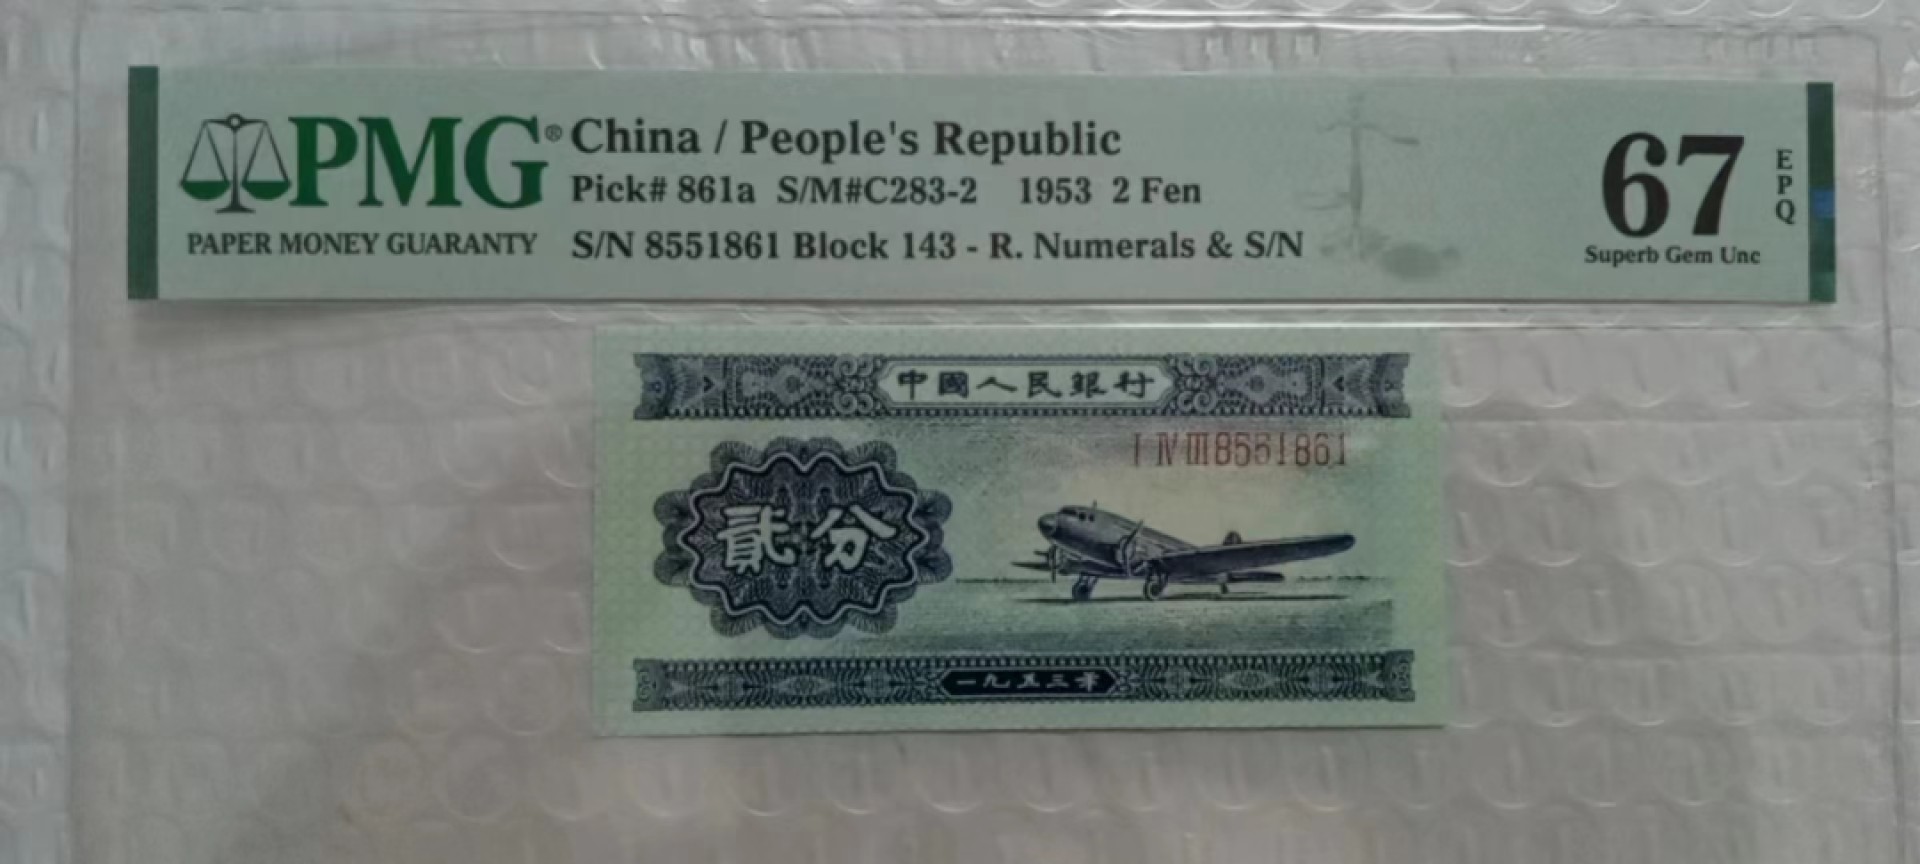 PMG® China / People's Republic
Pick# 861a S/M#C283-2 1953 2 Fen
PAPER MONEY GUARANTY S/N 8551861 Block 143 - R. Numerals & S/N
67 EPQ
Superb Gem Unc
中國人民銀行
I IV III 8551861
貳分
一九五三年